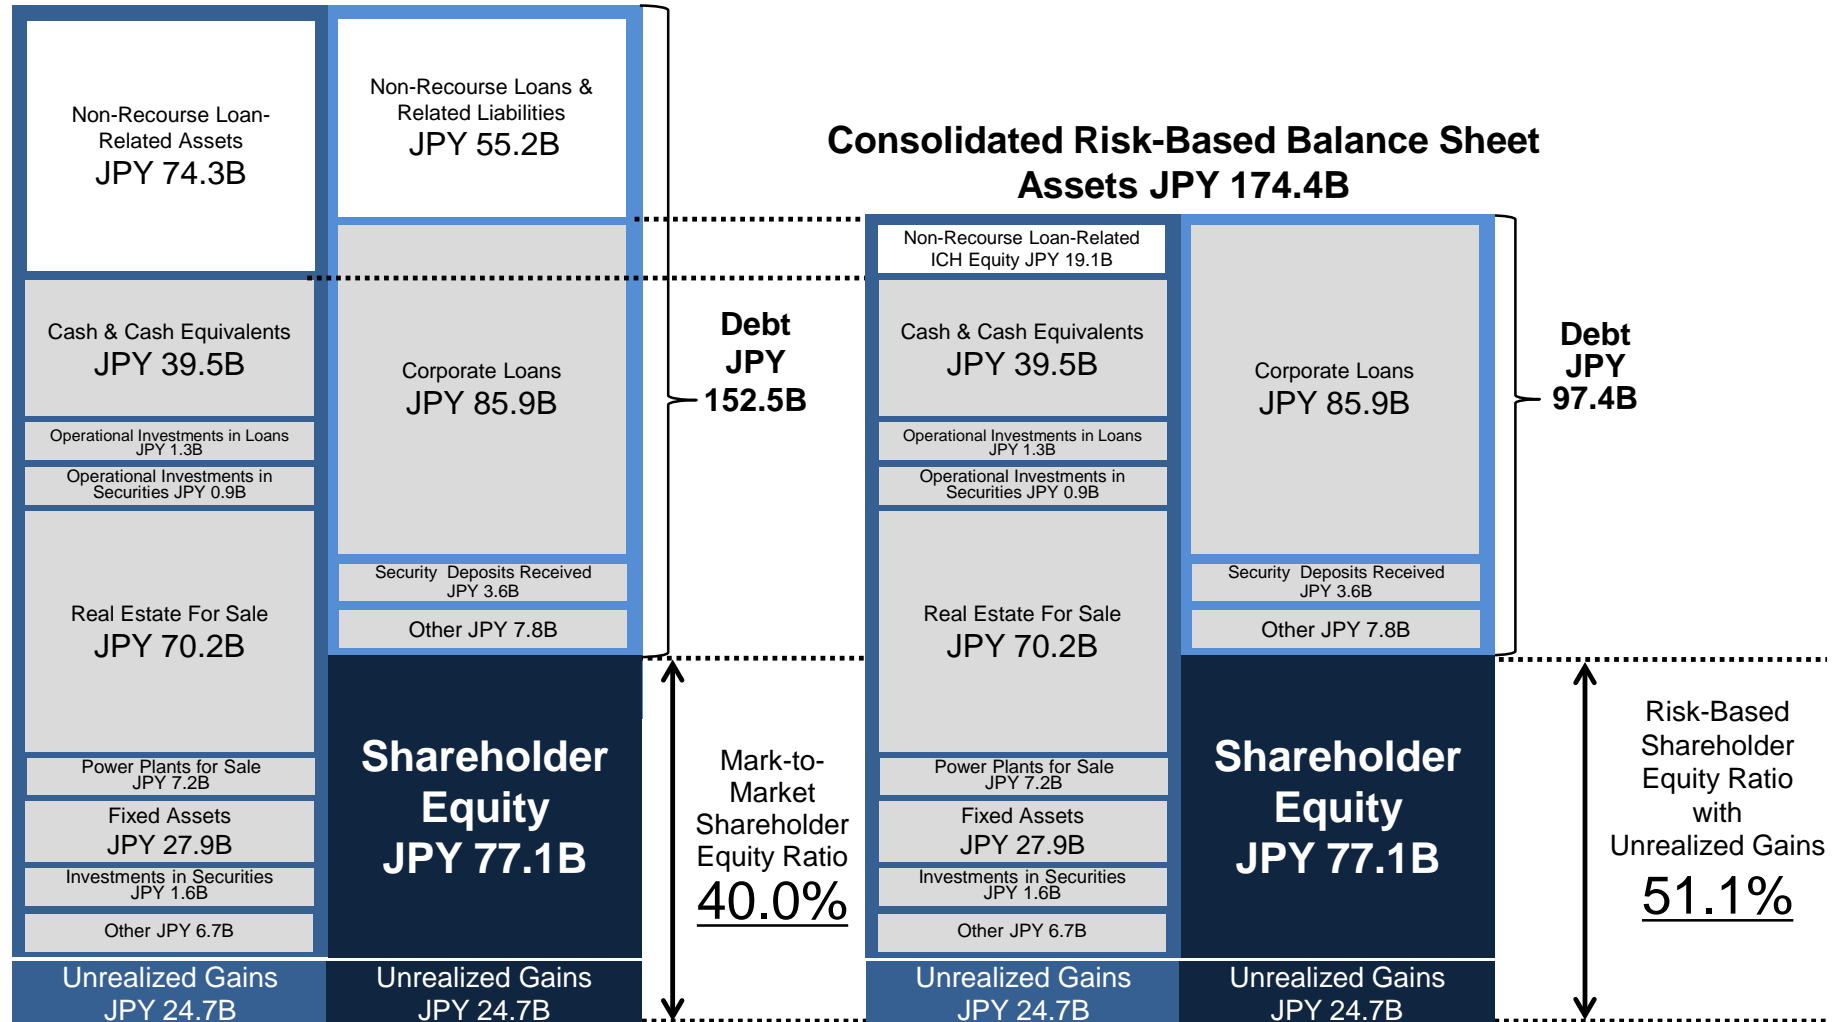 Non-Recourse Loan-
Related Assets
JPY 74.3B
Cash & Cash Equivalents
JPY 39.5B
Operational Investments in Loans
JPY 1.3B
Operational Investments in
Securities JPY 0.9B
Real Estate For Sale
JPY 70.2B
Power Plants for Sale
JPY 7.2B
Fixed Assets
JPY 27.9B
Investments in Securities
JPY 1.6B
Other JPY 6.7B
Unrealized Gains
JPY 24.7B
Non-Recourse Loans &
Related Liabilities
JPY 55.2B
Corporate Loans
JPY 85.9B
Security Deposits Received
JPY 3.6B
Other JPY 7.8B
Shareholder
Equity
JPY 77.1B
Unrealized Gains
JPY 24.7B
Debt
JPY
152.5B
Mark-to-
Market
Shareholder
Equity Ratio
40.0%
Consolidated Risk-Based Balance Sheet
Assets JPY 174.4B
Non-Recourse Loan-Related
ICH Equity JPY 19.1B
Cash & Cash Equivalents
JPY 39.5B
Operational Investments in Loans
JPY 1.3B
Operational Investments in
Securities JPY 0.9B
Real Estate For Sale
JPY 70.2B
Power Plants for Sale
JPY 7.2B
Fixed Assets
JPY 27.9B
Investments in Securities
JPY 1.6B
Other JPY 6.7B
Unrealized Gains
JPY 24.7B
Corporate Loans
JPY 85.9B
Security Deposits Received
JPY 3.6B
Other JPY 7.8B
Shareholder
Equity
JPY 77.1B
Unrealized Gains
JPY 24.7B
Debt
JPY
97.4B
Risk-Based
Shareholder
Equity Ratio
with
Unrealized Gains
51.1%